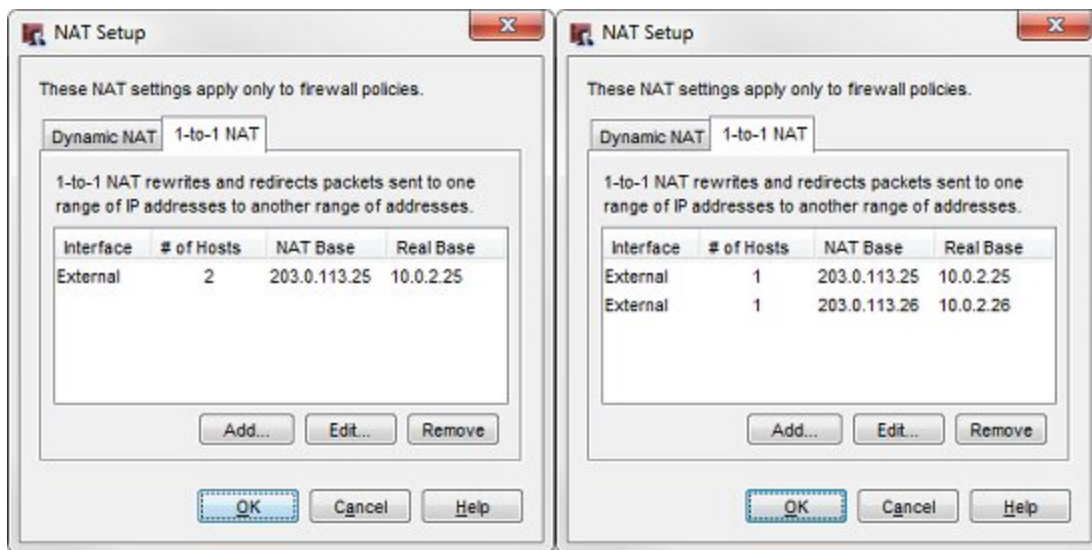 NAT Setup
These NAT settings apply only to firewall policies.
Dynamic NAT 1-to-1 NAT
1-to-1 NAT rewrites and redirects packets sent to one
range of IP addresses to another range of addresses.
Interface # of Hosts NAT Base Real Base
External 2 203.0.113.25 10.0.2.25
Add... Edit... Remove
OK Cancel Help
NAT Setup
These NAT settings apply only to firewall policies.
Dynamic NAT 1-to-1 NAT
1-to-1 NAT rewrites and redirects packets sent to one
range of IP addresses to another range of addresses.
Interface # of Hosts NAT Base Real Base
External 1 203.0.113.25 10.0.2.25
External 1 203.0.113.26 10.0.2.26
Add... Edit... Remove
OK Cancel Help